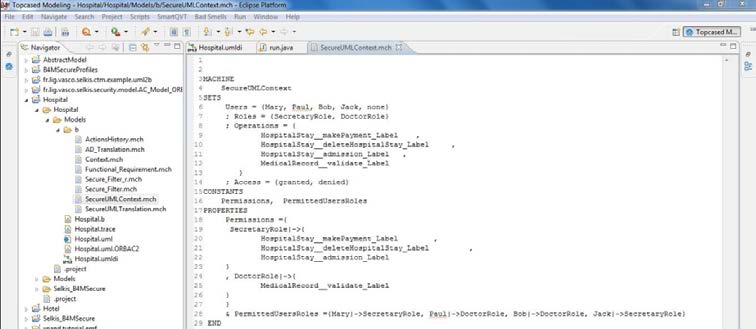 Topcased Modeling - Hospital/Hospital/Models/b/SecureUMLContext.mch - Eclipse Platform
File Edit Navigate Search Project Scripts SmartQVT Bad Smells Run Window Help
Topcased M...
Navigator
AbstractModel
B4MSecureProfiles
fr.lig.vasco.selkis.ctm.example.uml2b
fr.lig.vasco.selkis.security.model.AC_Model_ORB
Hospital
Hospital
Models
b
ActionsHistory.mch
AD_Translation.mch
Context.mch
Functional_Requirement.mch
Secure_Filter_r.mch
Secure_Filter.mch
SecureUMLContext.mch
SecureUMLTranslation.mch
Hospital.b
Hospital.trace
Hospital.uml
Hospital.uml.ORBAC2
Hospital.umldi
.project
Models
Selkis_B4MSecure
.project
Hotel
Selkis_B4MSecure
Hospital.umldi run.java SecureUMLContext.mch
1
2
3 MACHINE
4 SecureUMLContext
5 SETS
6 Users = {Mary, Paul, Bob, Jack, none}
7 ; Roles = {SecretaryRole, DoctorRole}
8 ; Operations = {
9 HospitalStay__makePayment_Label ,
10 HospitalStay__deleteHospitalStay_Label ,
11 HospitalStay__admission_Label ,
12 MedicalRecord__validate_Label
13 }
14 ; Access = {granted, denied}
15 CONSTANTS
16 Permissions, PermittedUsersRoles
17 PROPERTIES
18 Permissions ={
19 SecretaryRole|->{
20 HospitalStay__makePayment_Label ,
21 HospitalStay__deleteHospitalStay_Label ,
22 HospitalStay__admission_Label
23 }
24 , DoctorRole|->{
25 MedicalRecord__validate_Label
26 }
27 }
28 & PermittedUsersRoles ={Mary|->SecretaryRole, Paul|->DoctorRole, Bob|->DoctorRole, Jack|->SecretaryRole}
29 END